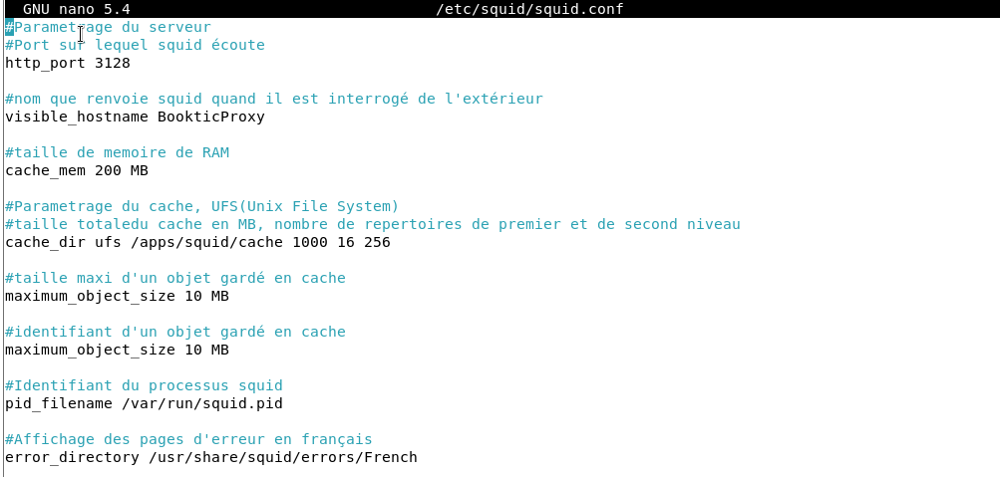 GNU nano 5.4 /etc/squid/squid.conf
#Parametrage du serveur
#Port sur lequel squid écoute
http_port 3128
#nom que renvoie squid quand il est interrogé de l'extérieur
visible_hostname BookticProxy
#taille de memoire de RAM
cache_mem 200 MB
#Parametrage du cache, UFS(Unix File System)
#taille totaledu cache en MB, nombre de repertoires de premier et de second niveau
cache_dir ufs /apps/squid/cache 1000 16 256
#taille maxi d'un objet gardé en cache
maximum_object_size 10 MB
#identifiant d'un objet gardé en cache
maximum_object_size 10 MB
#Identifiant du processus squid
pid_filename /var/run/squid.pid
#Affichage des pages d'erreur en français
error_directory /usr/share/squid/errors/French